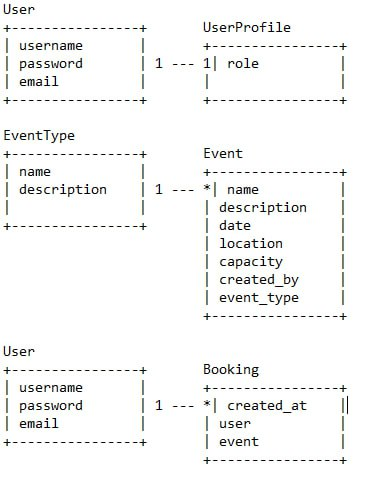 User
+----------------+       UserProfile
| username       |       +----------------+
| password       | 1 --- 1| role           |
| email          |       |                |
+----------------+       +----------------+

EventType
+----------------+       Event
| name           |       +----------------+
| description    | 1 --- *| name           |
|                |       | description    |
+----------------+       | date           |
                         | location       |
                         | capacity       |
                         | created_by     |
                         | event_type     |
                         +----------------+

User
+----------------+       Booking
| username       |       +----------------+
| password       | 1 --- *| created_at     |
| email          |       | user           |
+----------------+       | event          |
                         +----------------+